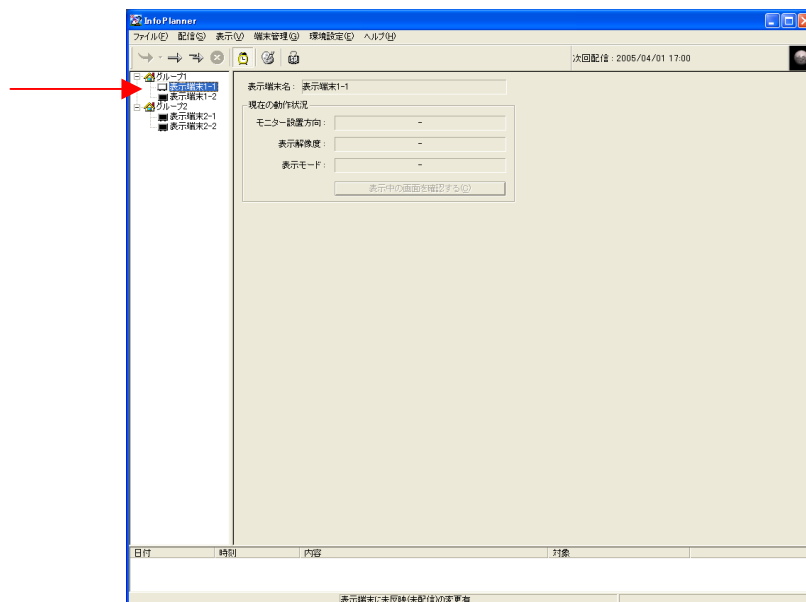 InfoPlanner
ファイル(F) 配信(S) 表示(V) 端末管理(G) 環境設定(E) ヘルプ(H)
次回配信：2005/04/01 17:00
グループ1
表示端末1-1
表示端末1-2
グループ2
表示端末2-1
表示端末2-2
表示端末名： 表示端末1-1
現在の動作状況
モニター設置方向： -
表示解像度： -
表示モード： -
表示中の画面を確認する(O)
日付 時刻 内容 対象
表示端末に未反映(未配信)の変更有